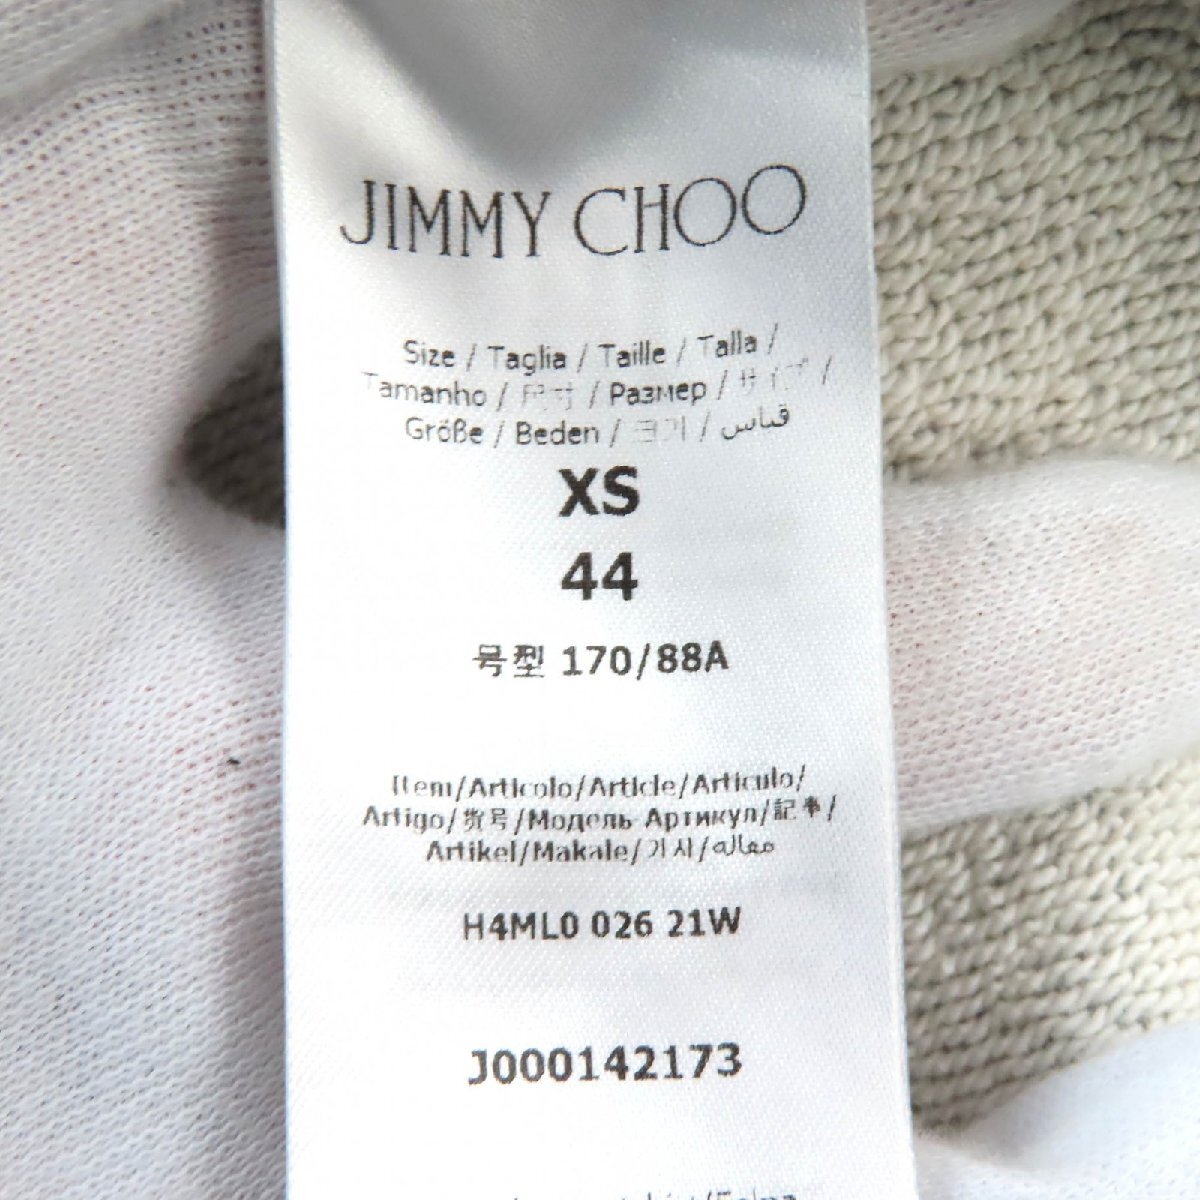 JIMMY CHOO
Size / Taglia / Taille / Talla /
Tamanho / 尺寸 / Размер / サイズ /
Größe / Beden / 크기 / قياس
XS
44
号型 170/88A
Item/Articolo/Article/Articulo/
Artigo/货号/Модель Артикул/記事/
Artikel/Makale/기사/مقالة
H4ML0 026 21W
J000142173